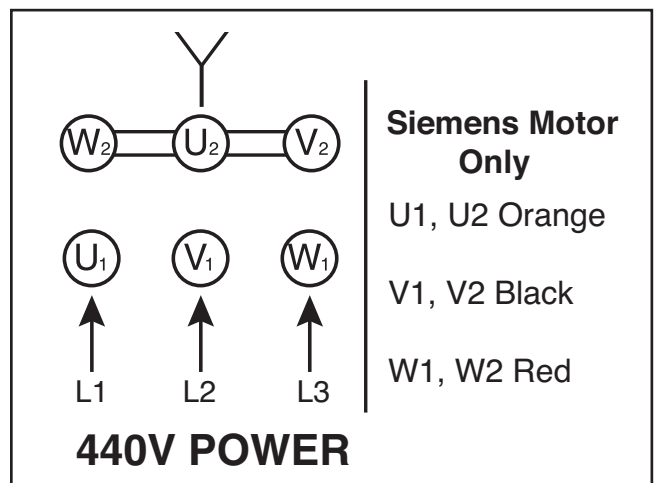 W2 U2 V2
U1 V1 W1
L1 L2 L3
440V POWER
Siemens Motor
Only
U1, U2 Orange
V1, V2 Black
W1, W2 Red